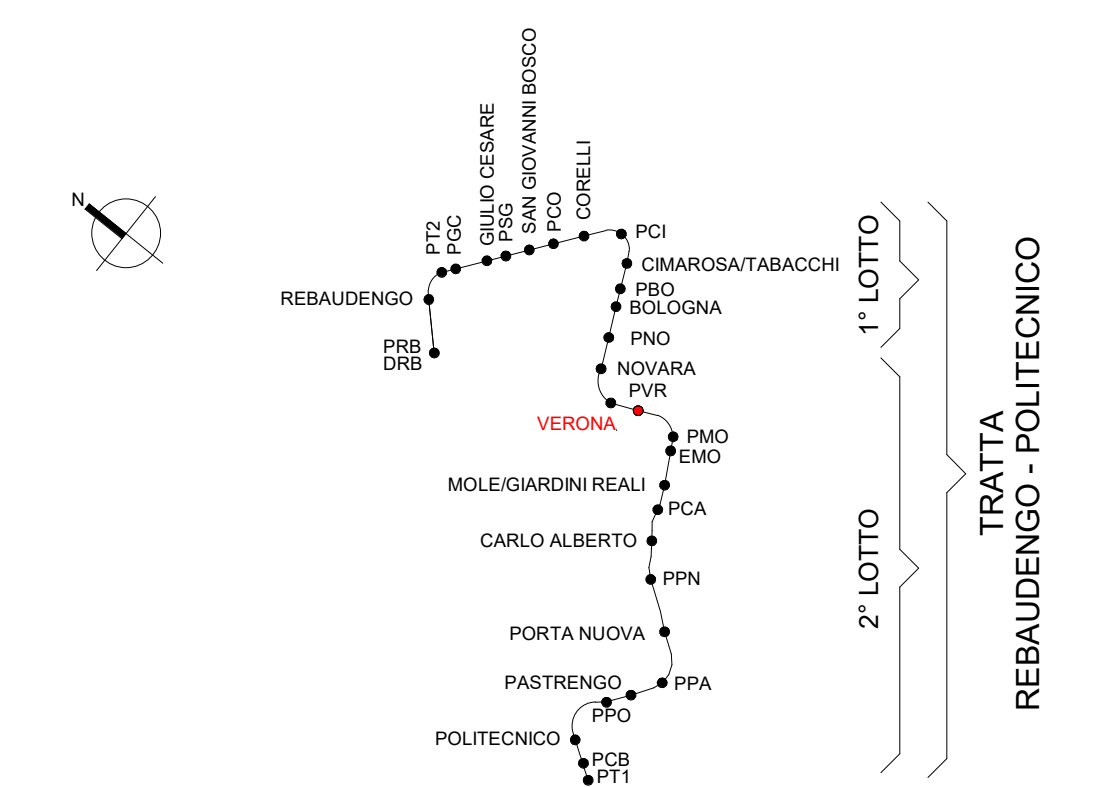 N
PT2
PGC
GIULIO CESARE
PSG
SAN GIOVANNI BOSCO
PCO
CORELLI
PCI
CIMAROSA/TABACCHI
PBO
BOLOGNA
PNO
NOVARA
PVR
VERONA
REBAUDENGO
PRB
DRB
PMO
EMO
MOLE/GIARDINI REALI
PCA
CARLO ALBERTO
PPN
PORTA NUOVA
PASTRENGO
PPA
PPO
POLITECNICO
PCB
PT1
1° LOTTO
2° LOTTO
TRATTA
REBAUDENGO - POLITECNICO